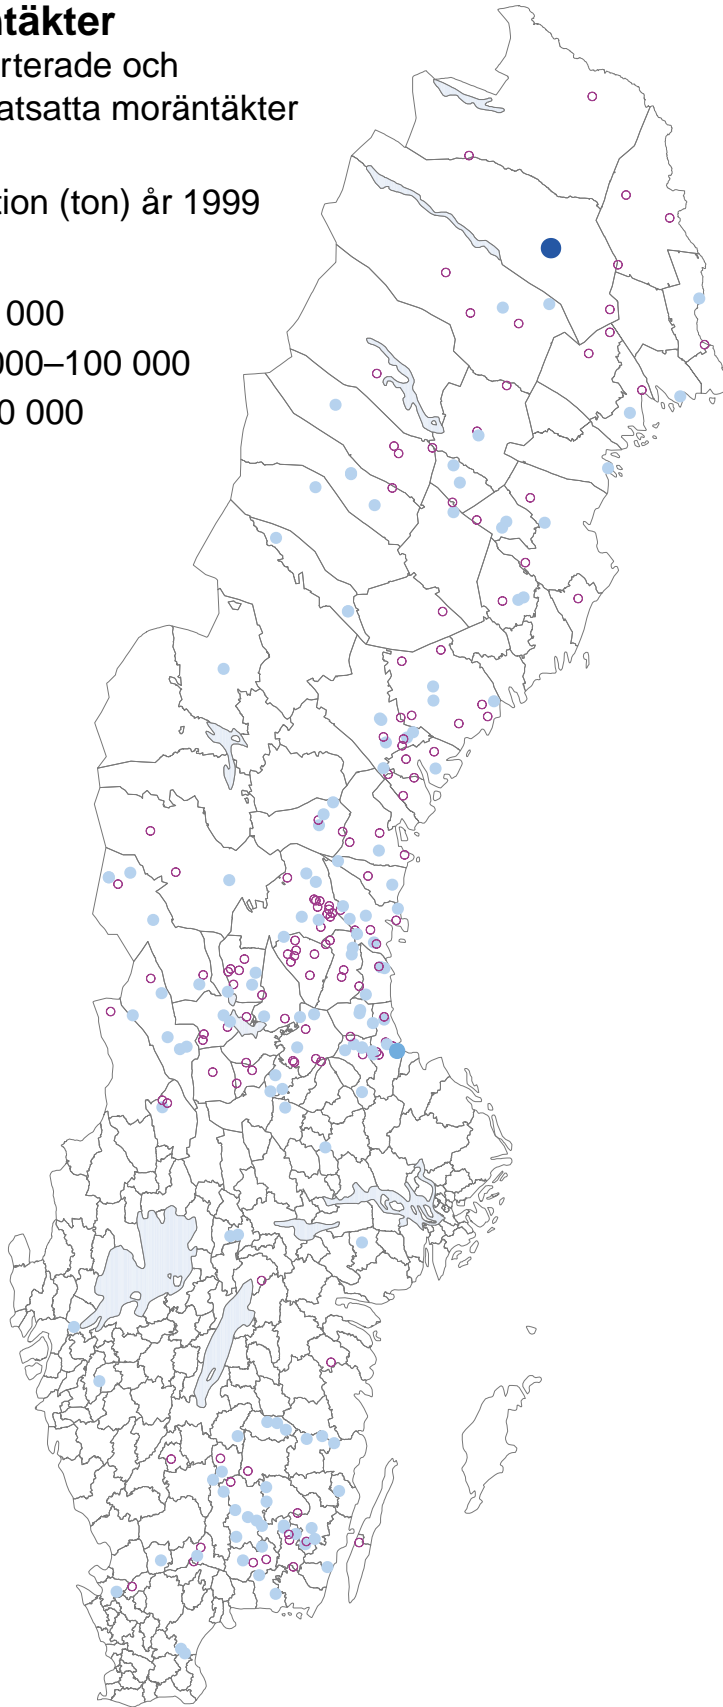 ntäkter
rterade och
atsatta moräntäkter
tion (ton) år 1999
000
000–100 000
0 000